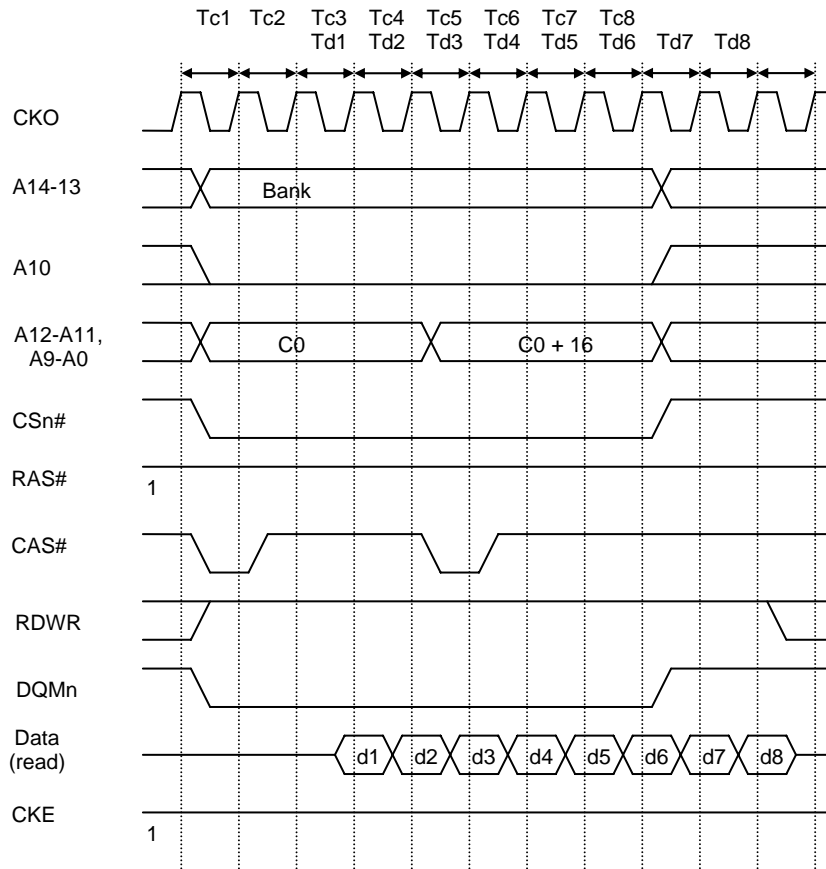 Tc1 Tc2 Tc3 Tc4 Tc5 Tc6 Tc7 Tc8
Td1 Td2 Td3 Td4 Td5 Td6 Td7 Td8
CKO
A14-13
Bank
A10
A12-A11,
A9-A0
C0
C0 + 16
CSn#
RAS#
1
CAS#
RDWR
DQMn
Data
(read)
d1 d2 d3 d4 d5 d6 d7 d8
CKE
1